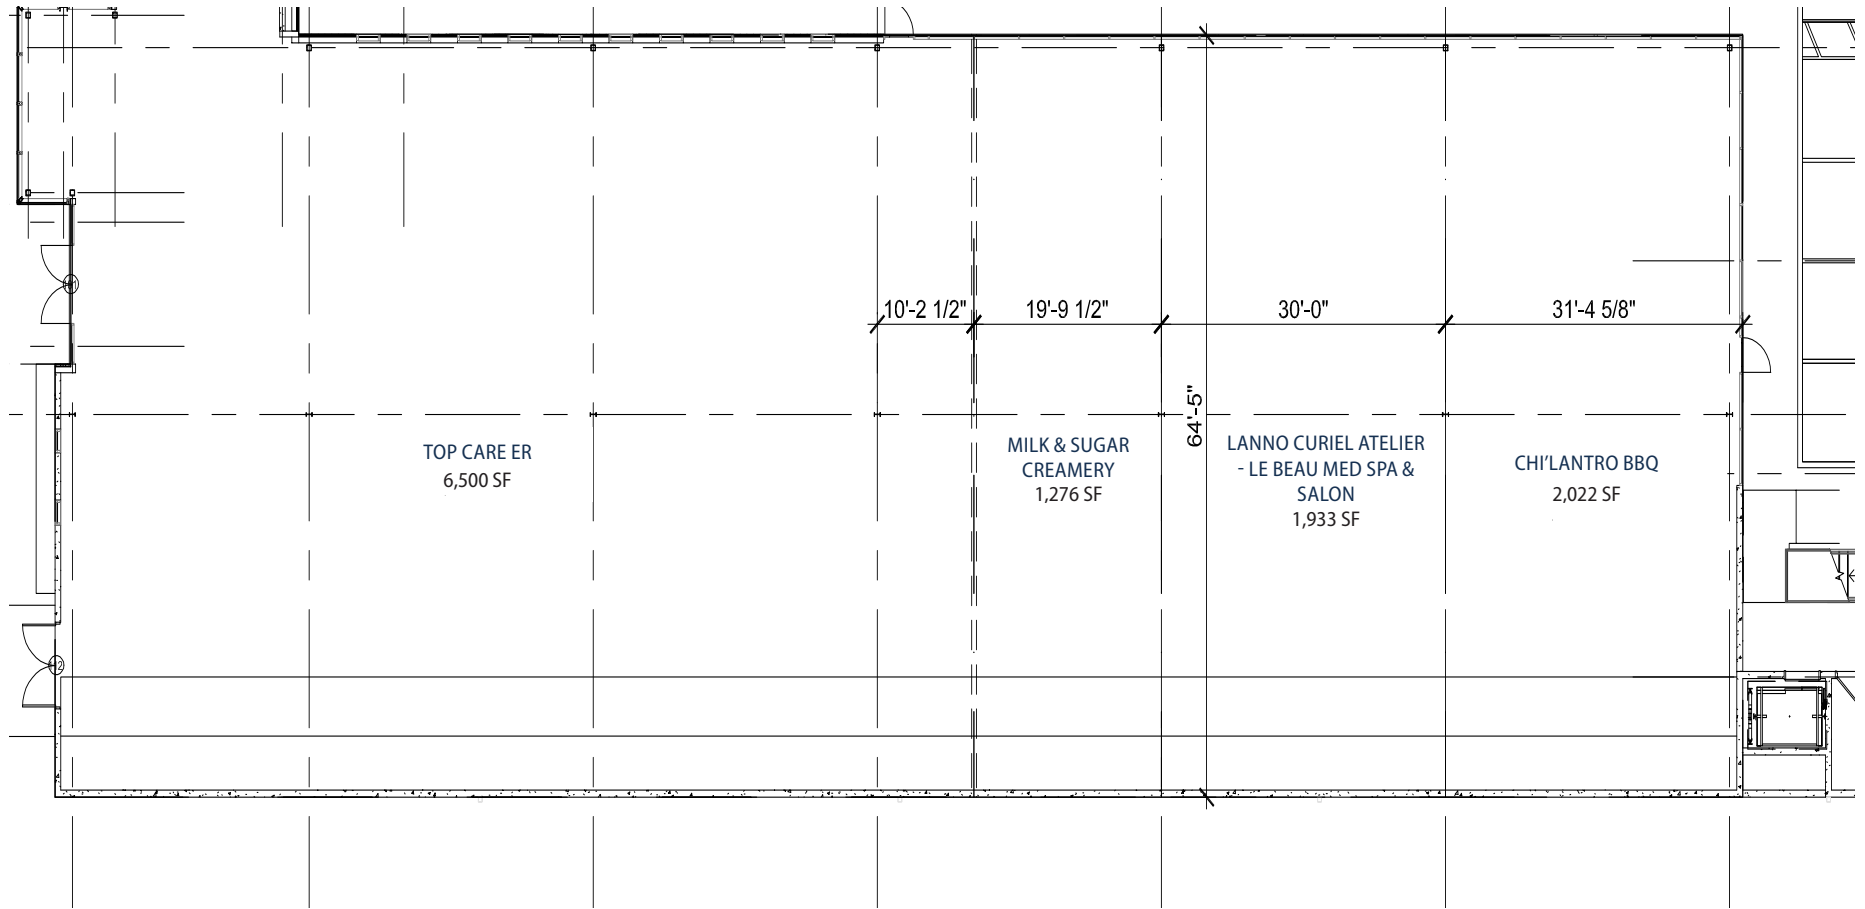 10'-2 1/2"
19'-9 1/2"
30'-0"
31'-4 5/8"
64'-5"
TOP CARE ER
6,500 SF
MILK & SUGAR
CREAMERY
1,276 SF
LANNO CURIEL ATELIER
- LE BEAU MED SPA &
SALON
1,933 SF
CHI'LANTRO BBQ
2,022 SF
12